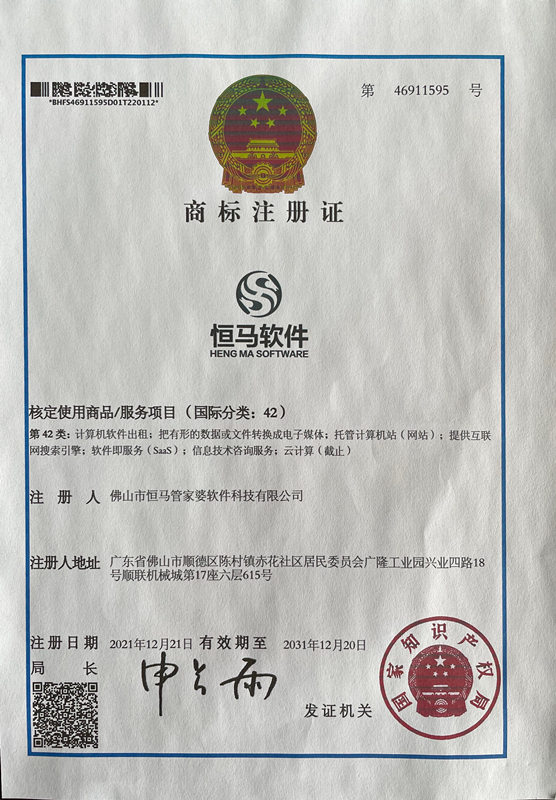 第 46911595 号
*BHFS46911595D01T220112*
商标注册证
恒马软件
HENG MA SOFTWARE
核定使用商品/服务项目（国际分类：42）
第 42 类：计算机软件出租；把有形的数据或文件转换成电子媒体；托管计算机站（网站）；提供互联
网搜索引擎；软件即服务（SaaS）；信息技术咨询服务；云计算（截止）
注册人 佛山市恒马管家婆软件科技有限公司
注册人地址 广东省佛山市顺德区陈村镇赤花社区居民委员会广隆工业园兴业四路18
号顺联机械城第17座六层615号
注册日期 2021年12月21日 有效期至 2031年12月20日
局长
申长雨
发证机关
国家知识产权局